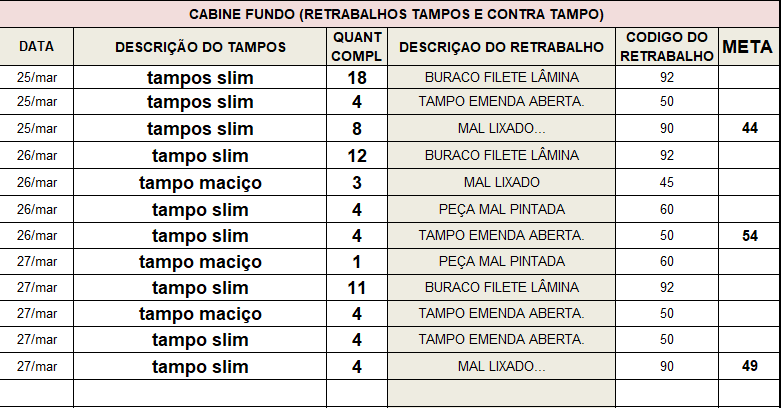 CABINE FUNDO (RETRABALHOS TAMPOS E CONTRA TAMPO)
DATA DESCRIÇÃO DO TAMPOS QUANT COMPL DESCRIÇAO DO RETRABALHO CODIGO DO RETRABALHO META
25/mar tampos slim 18 BURACO FILETE LÂMINA 92
25/mar tampos slim 4 TAMPO EMENDA ABERTA. 50
25/mar tampos slim 8 MAL LIXADO... 90 44
26/mar tampo slim 12 BURACO FILETE LÂMINA 92
26/mar tampo maciço 3 MAL LIXADO 45
26/mar tampo slim 4 PEÇA MAL PINTADA 60
26/mar tampo slim 4 TAMPO EMENDA ABERTA. 50 54
27/mar tampo maciço 1 PEÇA MAL PINTADA 60
27/mar tampo slim 11 BURACO FILETE LÂMINA 92
27/mar tampo maciço 4 TAMPO EMENDA ABERTA. 50
27/mar tampo slim 4 TAMPO EMENDA ABERTA. 50
27/mar tampo slim 4 MAL LIXADO... 90 49